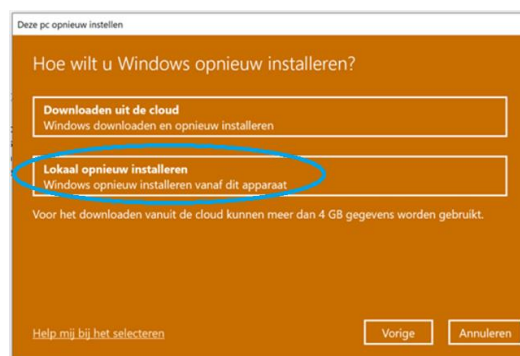 Deze pc opnieuw instellen
Hoe wilt u Windows opnieuw installeren?
Downloaden uit de cloud
Windows downloaden en opnieuw installeren
Lokaal opnieuw installeren
Windows opnieuw installeren vanaf dit apparaat
Voor het downloaden vanuit de cloud kunnen meer dan 4 GB gegevens worden gebruikt.
Help mij bij het selecteren
Vorige
Annuleren